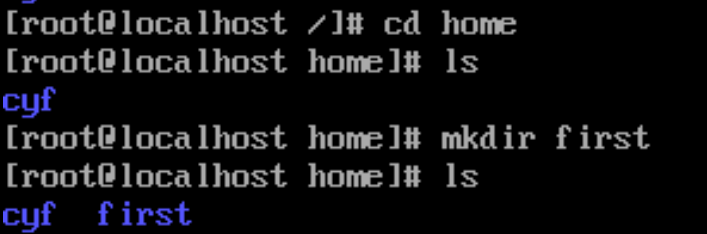 [root@localhost /]# cd home
[root@localhost home]# ls
cyf
[root@localhost home]# mkdir first
[root@localhost home]# ls
cyf  first